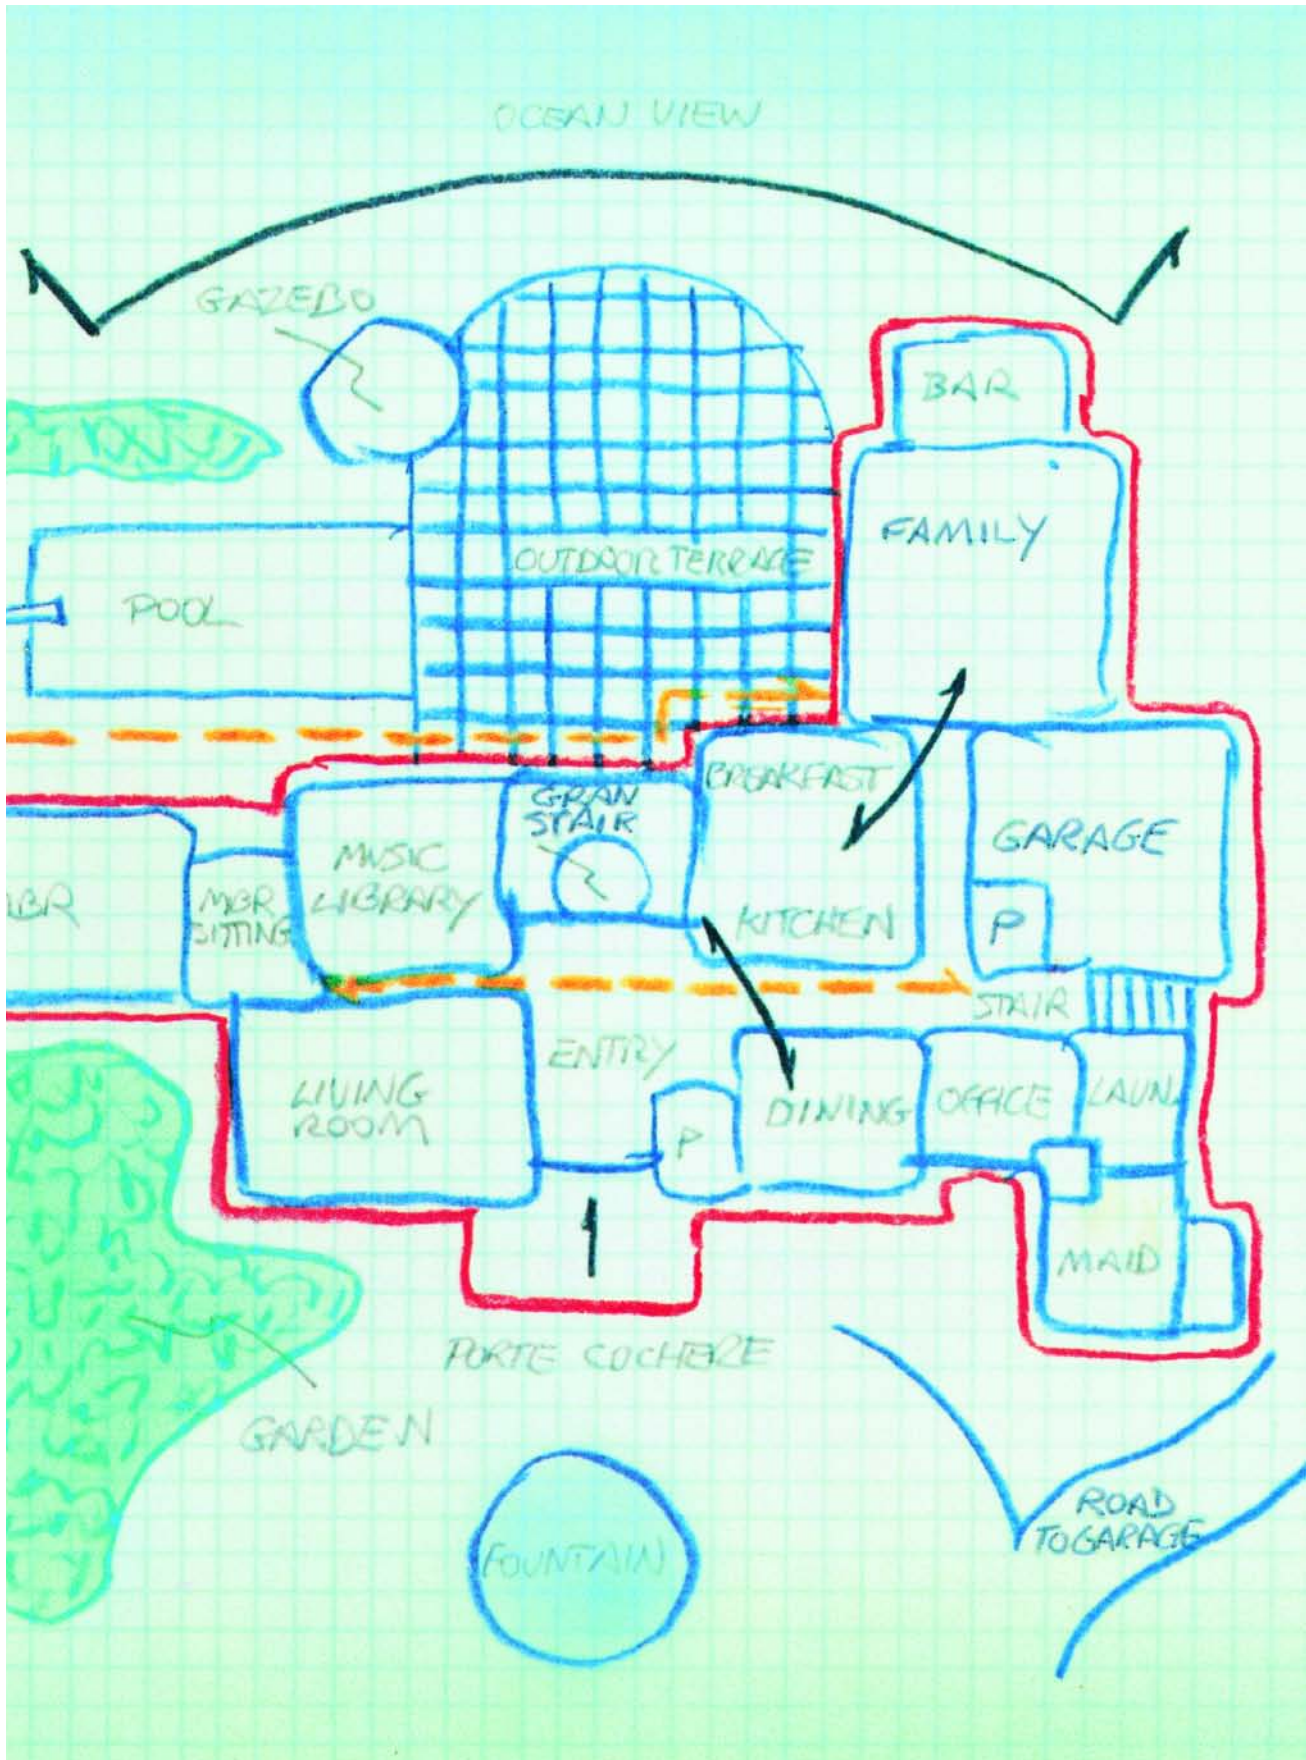 OCEAN VIEW
GAZEBO
BAR
FAMILY
OUTDOOR TERRACE
POOL
BREAKFAST
GRAN
STAIR
GARAGE
MUSIC
LIBRARY
MBR
SITTING
KITCHEN
P
STAIR
ENTRY
LIVING
ROOM
DINING
OFFICE
LAUN.
P
MAID
PORTE COCHERE
GARDEN
ROAD
TO GARAGE
FOUNTAIN